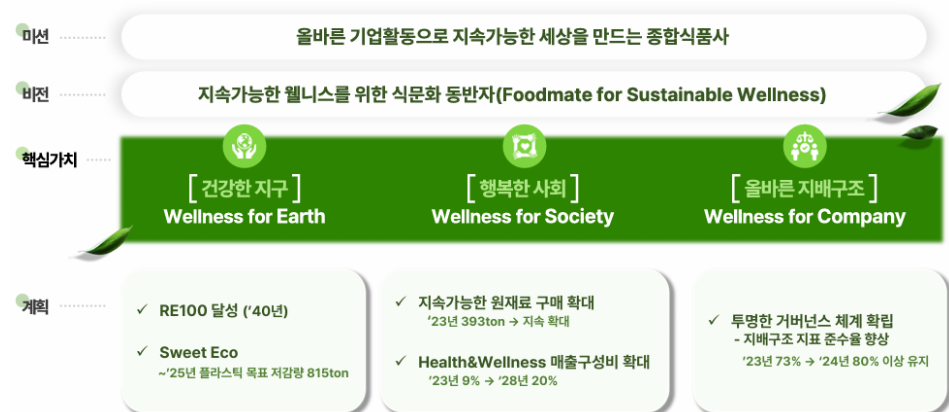 미션
올바른 기업활동으로 지속가능한 세상을 만드는 종합식품사
비전
지속가능한 웰니스를 위한 식문화 동반자(Foodmate for Sustainable Wellness)
핵심가치
[건강한 지구]
Wellness for Earth
[행복한 사회]
Wellness for Society
[올바른 지배구조]
Wellness for Company
계획
✓ RE100 달성 (‘40년)
✓ Sweet Eco
~’25년 플라스틱 목표 저감량 815ton
✓ 지속가능한 원재료 구매 확대
‘23년 393ton → 지속 확대
✓ Health&Wellness 매출구성비 확대
‘23년 9% → ‘28년 20%
✓ 투명한 거버넌스 체계 확립
- 지배구조 지표 준수율 향상
‘23년 73% → ‘24년 80% 이상 유지